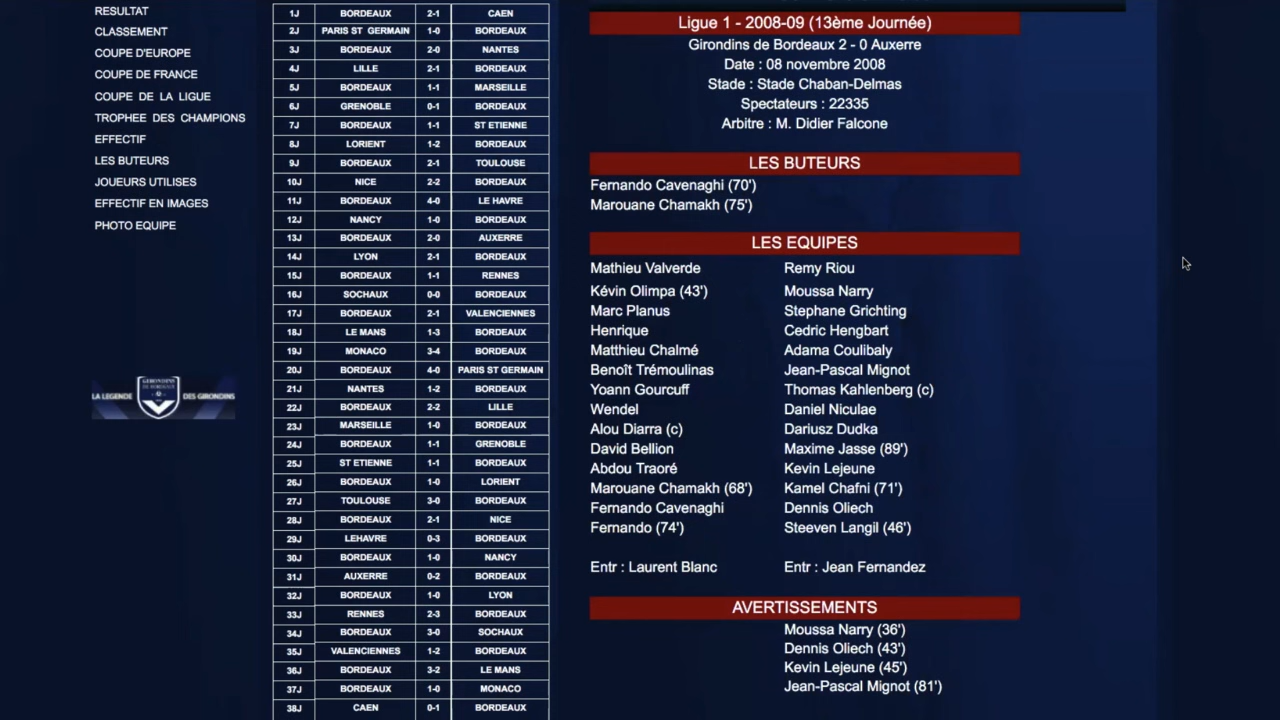 RESULTAT
CLASSEMENT
COUPE D'EUROPE
COUPE DE FRANCE
COUPE DE LA LIGUE
TROPHEE DES CHAMPIONS
EFFECTIF
LES BUTEURS
JOUEURS UTILISES
EFFECTIF EN IMAGES
PHOTO EQUIPE
GIRONDINS
DE BORDEAUX
LA LEGENDE DES GIRONDINS
1J BORDEAUX 2-1 CAEN
2J PARIS ST GERMAIN 1-0 BORDEAUX
3J BORDEAUX 2-0 NANTES
4J LILLE 2-1 BORDEAUX
5J BORDEAUX 1-1 MARSEILLE
6J GRENOBLE 0-1 BORDEAUX
7J BORDEAUX 1-1 ST ETIENNE
8J LORIENT 1-2 BORDEAUX
9J BORDEAUX 2-1 TOULOUSE
10J NICE 2-2 BORDEAUX
11J BORDEAUX 4-0 LE HAVRE
12J NANCY 1-0 BORDEAUX
13J BORDEAUX 2-0 AUXERRE
14J LYON 2-1 BORDEAUX
15J BORDEAUX 1-1 RENNES
16J SOCHAUX 0-0 BORDEAUX
17J BORDEAUX 2-1 VALENCIENNES
18J LE MANS 1-3 BORDEAUX
19J MONACO 3-4 BORDEAUX
20J BORDEAUX 4-0 PARIS ST GERMAIN
21J NANTES 1-2 BORDEAUX
22J BORDEAUX 2-2 LILLE
23J MARSEILLE 1-0 BORDEAUX
24J BORDEAUX 1-1 GRENOBLE
25J ST ETIENNE 1-1 BORDEAUX
26J BORDEAUX 1-0 LORIENT
27J TOULOUSE 3-0 BORDEAUX
28J BORDEAUX 2-1 NICE
29J LEHAVRE 0-3 BORDEAUX
30J BORDEAUX 1-0 NANCY
31J AUXERRE 0-2 BORDEAUX
32J BORDEAUX 1-0 LYON
33J RENNES 2-3 BORDEAUX
34J BORDEAUX 3-0 SOCHAUX
35J VALENCIENNES 1-2 BORDEAUX
36J BORDEAUX 3-2 LE MANS
37J BORDEAUX 1-0 MONACO
38J CAEN 0-1 BORDEAUX
Ligue 1 - 2008-09 (13ème Journée)
Girondins de Bordeaux 2 - 0 Auxerre
Date : 08 novembre 2008
Stade : Stade Chaban-Delmas
Spectateurs : 22335
Arbitre : M. Didier Falcone
LES BUTEURS
Fernando Cavenaghi (70')
Marouane Chamakh (75')
LES EQUIPES
Mathieu Valverde Remy Riou
Kévin Olimpa (43') Moussa Narry
Marc Planus Stephane Grichting
Henrique Cedric Hengbart
Matthieu Chalmé Adama Coulibaly
Benoît Trémoulinas Jean-Pascal Mignot
Yoann Gourcuff Thomas Kahlenberg (c)
Wendel Daniel Niculae
Alou Diarra (c) Dariusz Dudka
David Bellion Maxime Jasse (89')
Abdou Traoré Kevin Lejeune
Marouane Chamakh (68') Kamel Chafni (71')
Fernando Cavenaghi Dennis Oliech
Fernando (74') Steeven Langil (46')
Entr : Laurent Blanc Entr : Jean Fernandez
AVERTISSEMENTS
Moussa Narry (36')
Dennis Oliech (43')
Kevin Lejeune (45')
Jean-Pascal Mignot (81')